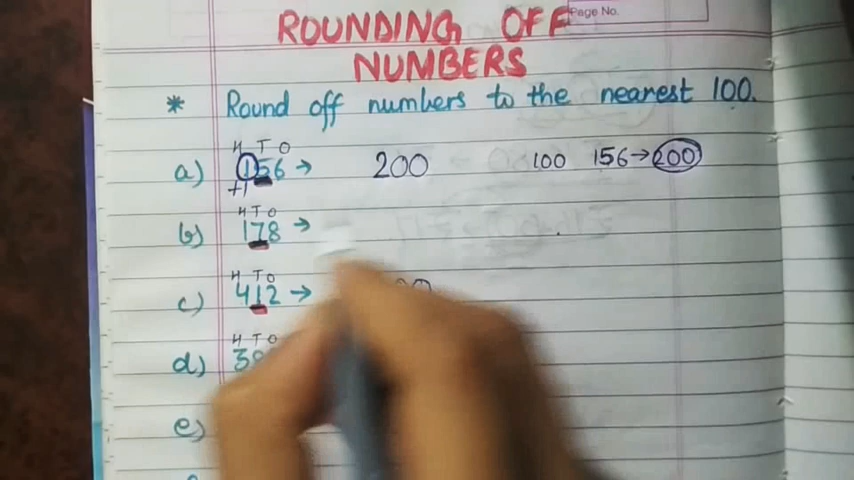 Page No.
ROUNDING OFF
NUMBERS
* Round off numbers to the nearest 100.
H T O
a) 156 → 200 100 156 → 200
+1
H T O
b) 178 →
H T O
c) 412 →
H T O
d)
e)